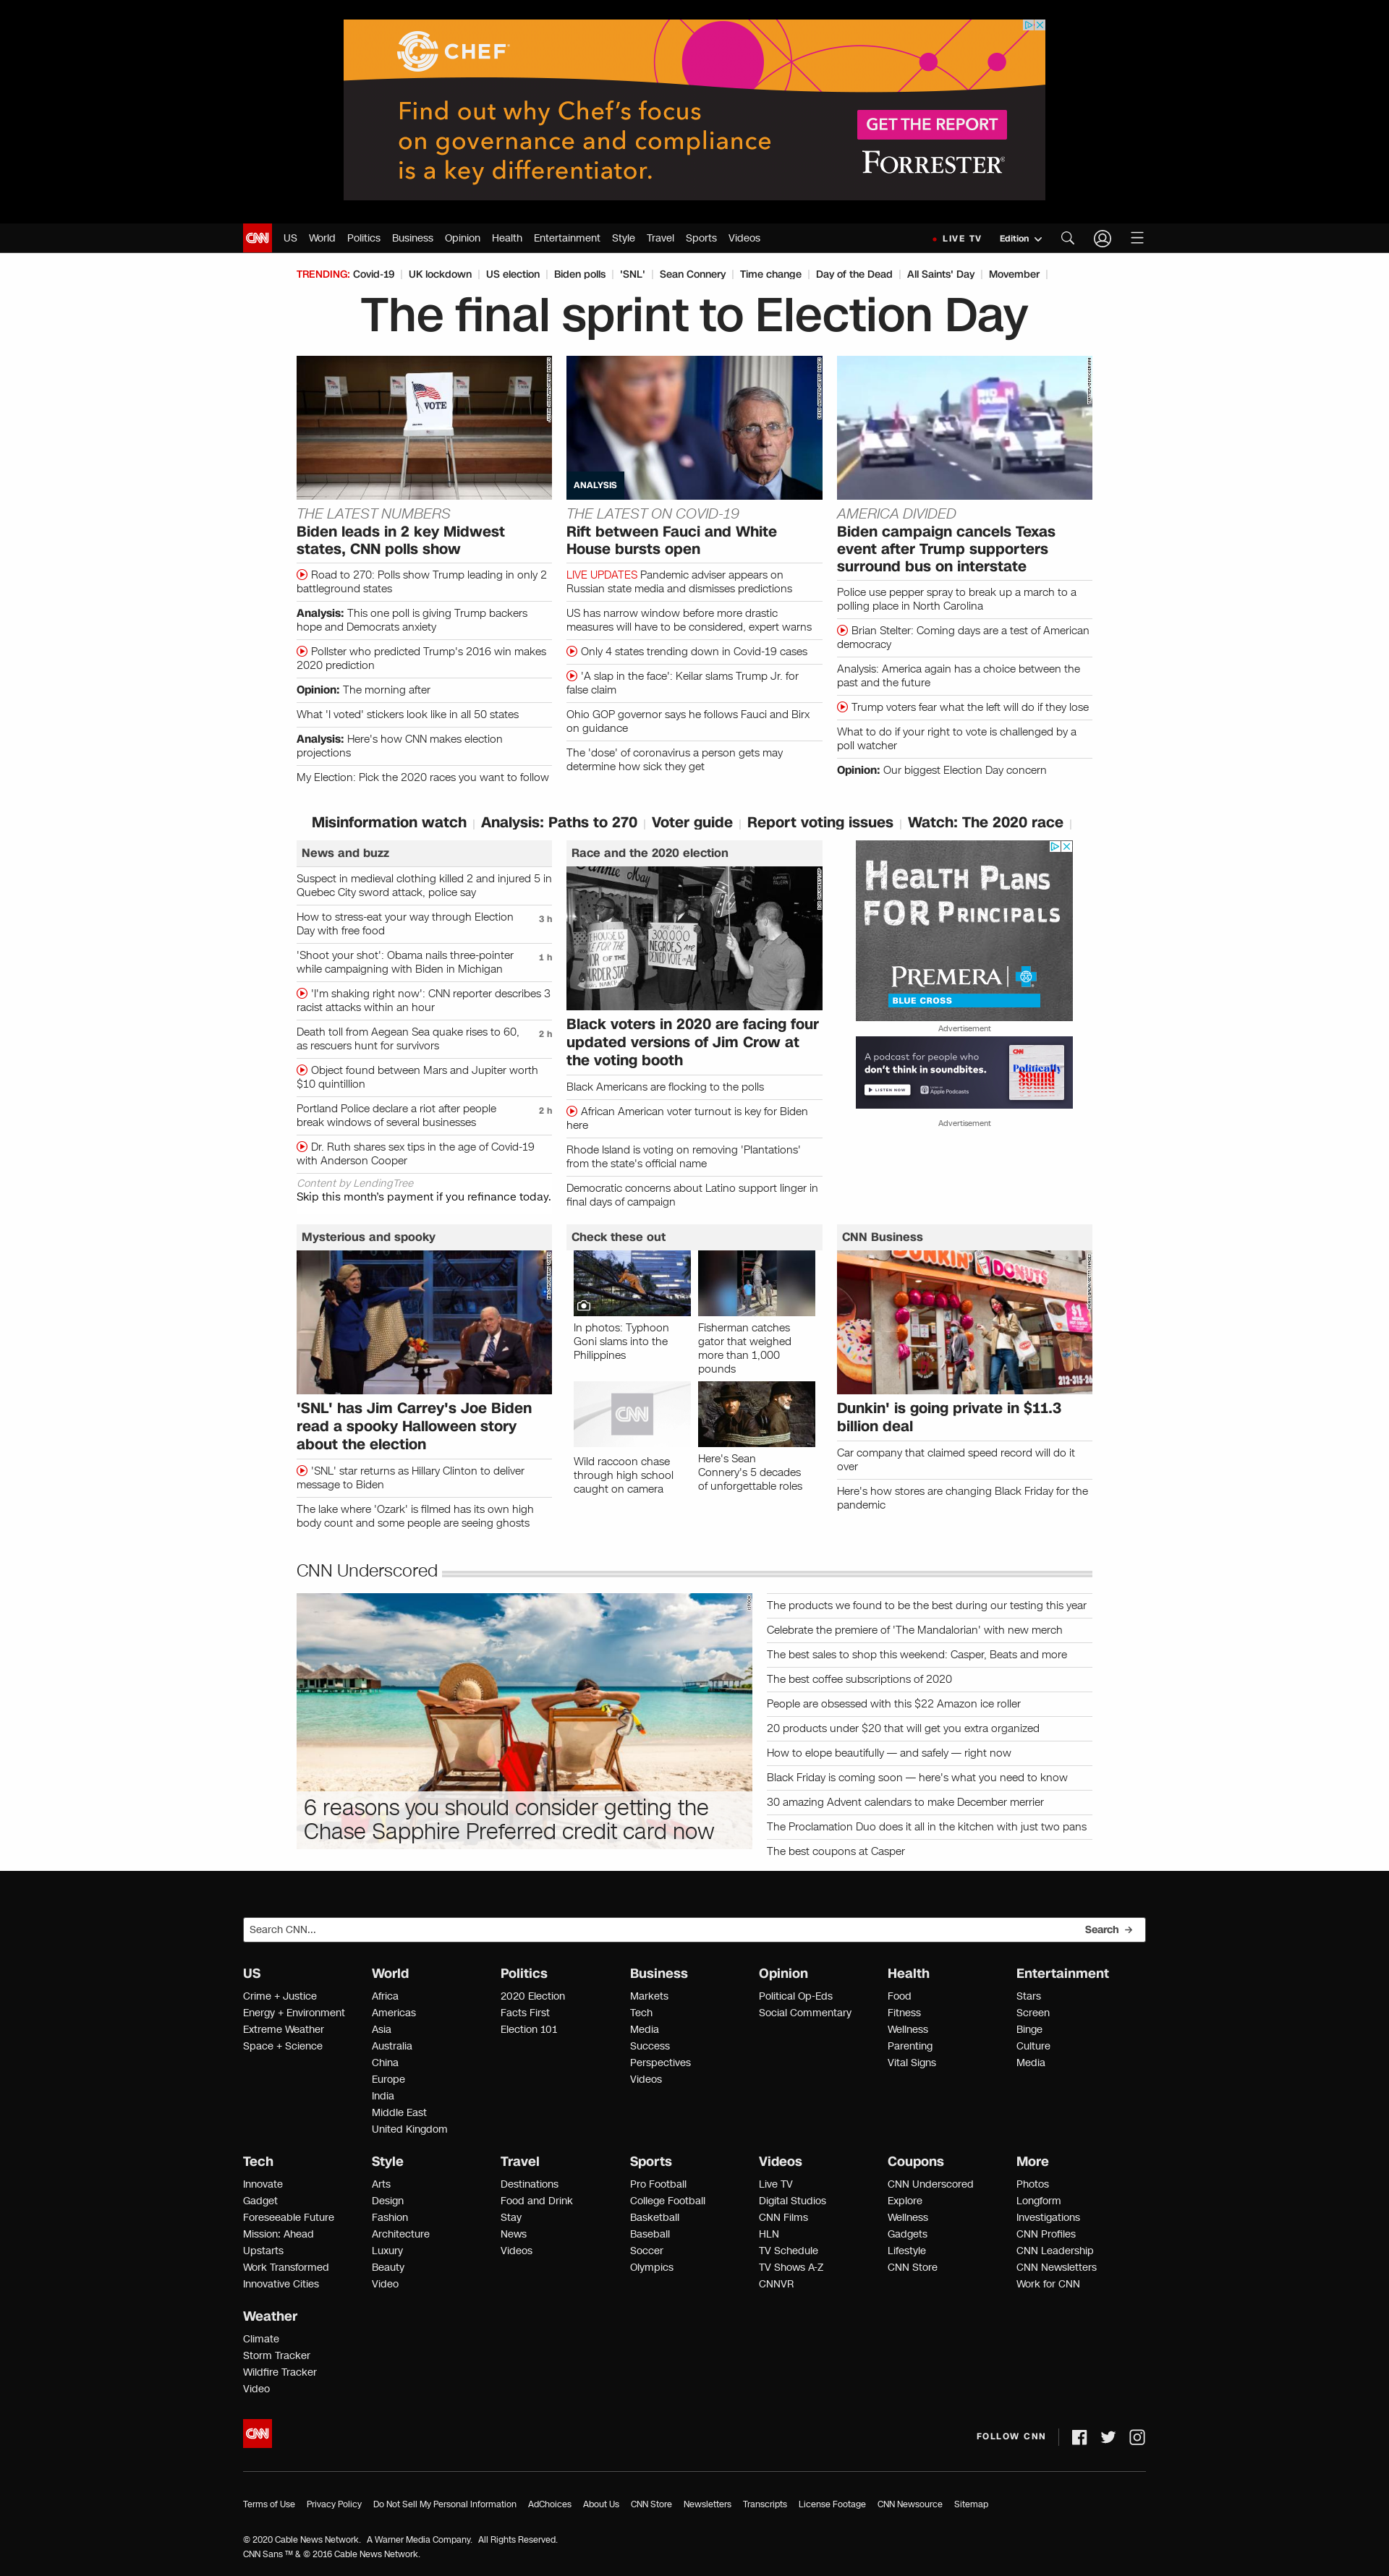 CHEF
Find out why Chef's focus
on governance and compliance
is a key differentiator.
GET THE REPORT
FORRESTER
CNN
US World Politics Business Opinion Health Entertainment Style Travel Sports Videos
LIVE TV Edition
TRENDING: Covid-19 | UK lockdown | US election | Biden polls | 'SNL' | Sean Connery | Time change | Day of the Dead | All Saints' Day | Movember |
The final sprint to Election Day
VOTE
THE LATEST NUMBERS
Biden leads in 2 key Midwest
states, CNN polls show
Road to 270: Polls show Trump leading in only 2
battleground states
Analysis: This one poll is giving Trump backers
hope and Democrats anxiety
Pollster who predicted Trump's 2016 win makes
2020 prediction
Opinion: The morning after
What 'I voted' stickers look like in all 50 states
Analysis: Here's how CNN makes election
projections
My Election: Pick the 2020 races you want to follow
ANALYSIS
THE LATEST ON COVID-19
Rift between Fauci and White
House bursts open
LIVE UPDATES Pandemic adviser appears on
Russian state media and dismisses predictions
US has narrow window before more drastic
measures will have to be considered, expert warns
Only 4 states trending down in Covid-19 cases
'A slap in the face': Keilar slams Trump Jr. for
false claim
Ohio GOP governor says he follows Fauci and Birx
on guidance
The 'dose' of coronavirus a person gets may
determine how sick they get
AMERICA DIVIDED
Biden campaign cancels Texas
event after Trump supporters
surround bus on interstate
Police use pepper spray to break up a march to a
polling place in North Carolina
Brian Stelter: Coming days are a test of American
democracy
Analysis: America again has a choice between the
past and the future
Trump voters fear what the left will do if they lose
What to do if your right to vote is challenged by a
poll watcher
Opinion: Our biggest Election Day concern
Misinformation watch | Analysis: Paths to 270 | Voter guide | Report voting issues | Watch: The 2020 race |
News and buzz
Suspect in medieval clothing killed 2 and injured 5 in
Quebec City sword attack, police say
How to stress-eat your way through Election 3 h
Day with free food
'Shoot your shot': Obama nails three-pointer 1 h
while campaigning with Biden in Michigan
'I'm shaking right now': CNN reporter describes 3
racist attacks within an hour
Death toll from Aegean Sea quake rises to 60, 2 h
as rescuers hunt for survivors
Object found between Mars and Jupiter worth
$10 quintillion
Portland Police declare a riot after people 2 h
break windows of several businesses
Dr. Ruth shares sex tips in the age of Covid-19
with Anderson Cooper
Content by LendingTree
Skip this month's payment if you refinance today.
Race and the 2020 election
Black voters in 2020 are facing four
updated versions of Jim Crow at
the voting booth
Black Americans are flocking to the polls
African American voter turnout is key for Biden
here
Rhode Island is voting on removing 'Plantations'
from the state's official name
Democratic concerns about Latino support linger in
final days of campaign
HEALTH PLANS
FOR PRINCIPALS
PREMERA
BLUE CROSS
Advertisement
A podcast for people who
don't think in soundbites.
LISTEN NOW
Apple Podcasts
CNN
Politically
Sound
Advertisement
Mysterious and spooky
'SNL' has Jim Carrey's Joe Biden
read a spooky Halloween story
about the election
'SNL' star returns as Hillary Clinton to deliver
message to Biden
The lake where 'Ozark' is filmed has its own high
body count and some people are seeing ghosts
Check these out
In photos: Typhoon
Goni slams into the
Philippines
Fisherman catches
gator that weighed
more than 1,000
pounds
CNN
Wild raccoon chase
through high school
caught on camera
Here's Sean
Connery's 5 decades
of unforgettable roles
CNN Business
DUNKIN' DONUTS
Dunkin' is going private in $11.3
billion deal
Car company that claimed speed record will do it
over
Here's how stores are changing Black Friday for the
pandemic
CNN Underscored
6 reasons you should consider getting the
Chase Sapphire Preferred credit card now
The products we found to be the best during our testing this year
Celebrate the premiere of 'The Mandalorian' with new merch
The best sales to shop this weekend: Casper, Beats and more
The best coffee subscriptions of 2020
People are obsessed with this $22 Amazon ice roller
20 products under $20 that will get you extra organized
How to elope beautifully — and safely — right now
Black Friday is coming soon — here's what you need to know
30 amazing Advent calendars to make December merrier
The Proclamation Duo does it all in the kitchen with just two pans
The best coupons at Casper
Search CNN... Search →
US
Crime + Justice
Energy + Environment
Extreme Weather
Space + Science
World
Africa
Americas
Asia
Australia
China
Europe
India
Middle East
United Kingdom
Politics
2020 Election
Facts First
Election 101
Business
Markets
Tech
Media
Success
Perspectives
Videos
Opinion
Political Op-Eds
Social Commentary
Health
Food
Fitness
Wellness
Parenting
Vital Signs
Entertainment
Stars
Screen
Binge
Culture
Media
Tech
Innovate
Gadget
Foreseeable Future
Mission: Ahead
Upstarts
Work Transformed
Innovative Cities
Style
Arts
Design
Fashion
Architecture
Luxury
Beauty
Video
Travel
Destinations
Food and Drink
Stay
News
Videos
Sports
Pro Football
College Football
Basketball
Baseball
Soccer
Olympics
Videos
Live TV
Digital Studios
CNN Films
HLN
TV Schedule
TV Shows A-Z
CNNVR
Coupons
CNN Underscored
Explore
Wellness
Gadgets
Lifestyle
CNN Store
More
Photos
Longform
Investigations
CNN Profiles
CNN Leadership
CNN Newsletters
Work for CNN
Weather
Climate
Storm Tracker
Wildfire Tracker
Video
CNN
FOLLOW CNN
Terms of Use Privacy Policy Do Not Sell My Personal Information AdChoices About Us CNN Store Newsletters Transcripts License Footage CNN Newsource Sitemap
© 2020 Cable News Network. A Warner Media Company. All Rights Reserved.
CNN Sans ™ & © 2016 Cable News Network.